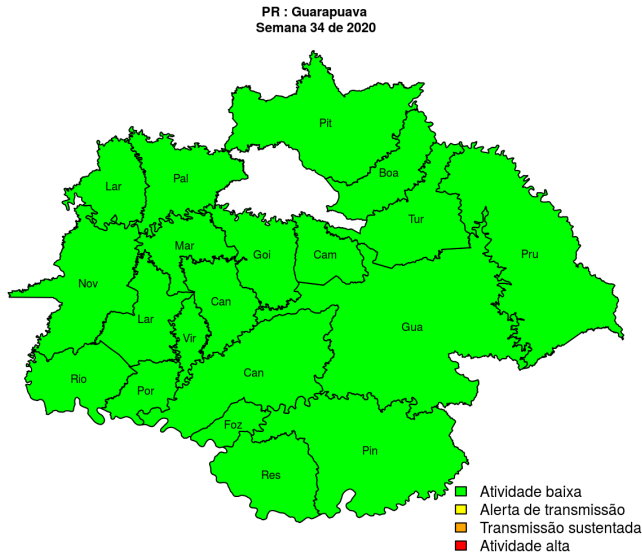 PR : Guarapuava
Semana 34 de 2020
Pit
Boa
Lar
Pal
Tur
Mar
Goi
Cam
Pru
Nov
Can
Lar
Vir
Gua
Can
Rio
Por
Foz
Pin
Res
Atividade baixa
Alerta de transmissão
Transmissão sustentada
Atividade alta